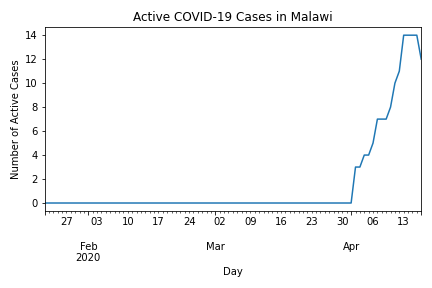 Active COVID-19 Cases in Malawi
Number of Active Cases
14
12
10
8
6
4
2
0
27 03 10 17 24 02 09 16 23 30 06 13
Feb Mar Apr
2020
Day